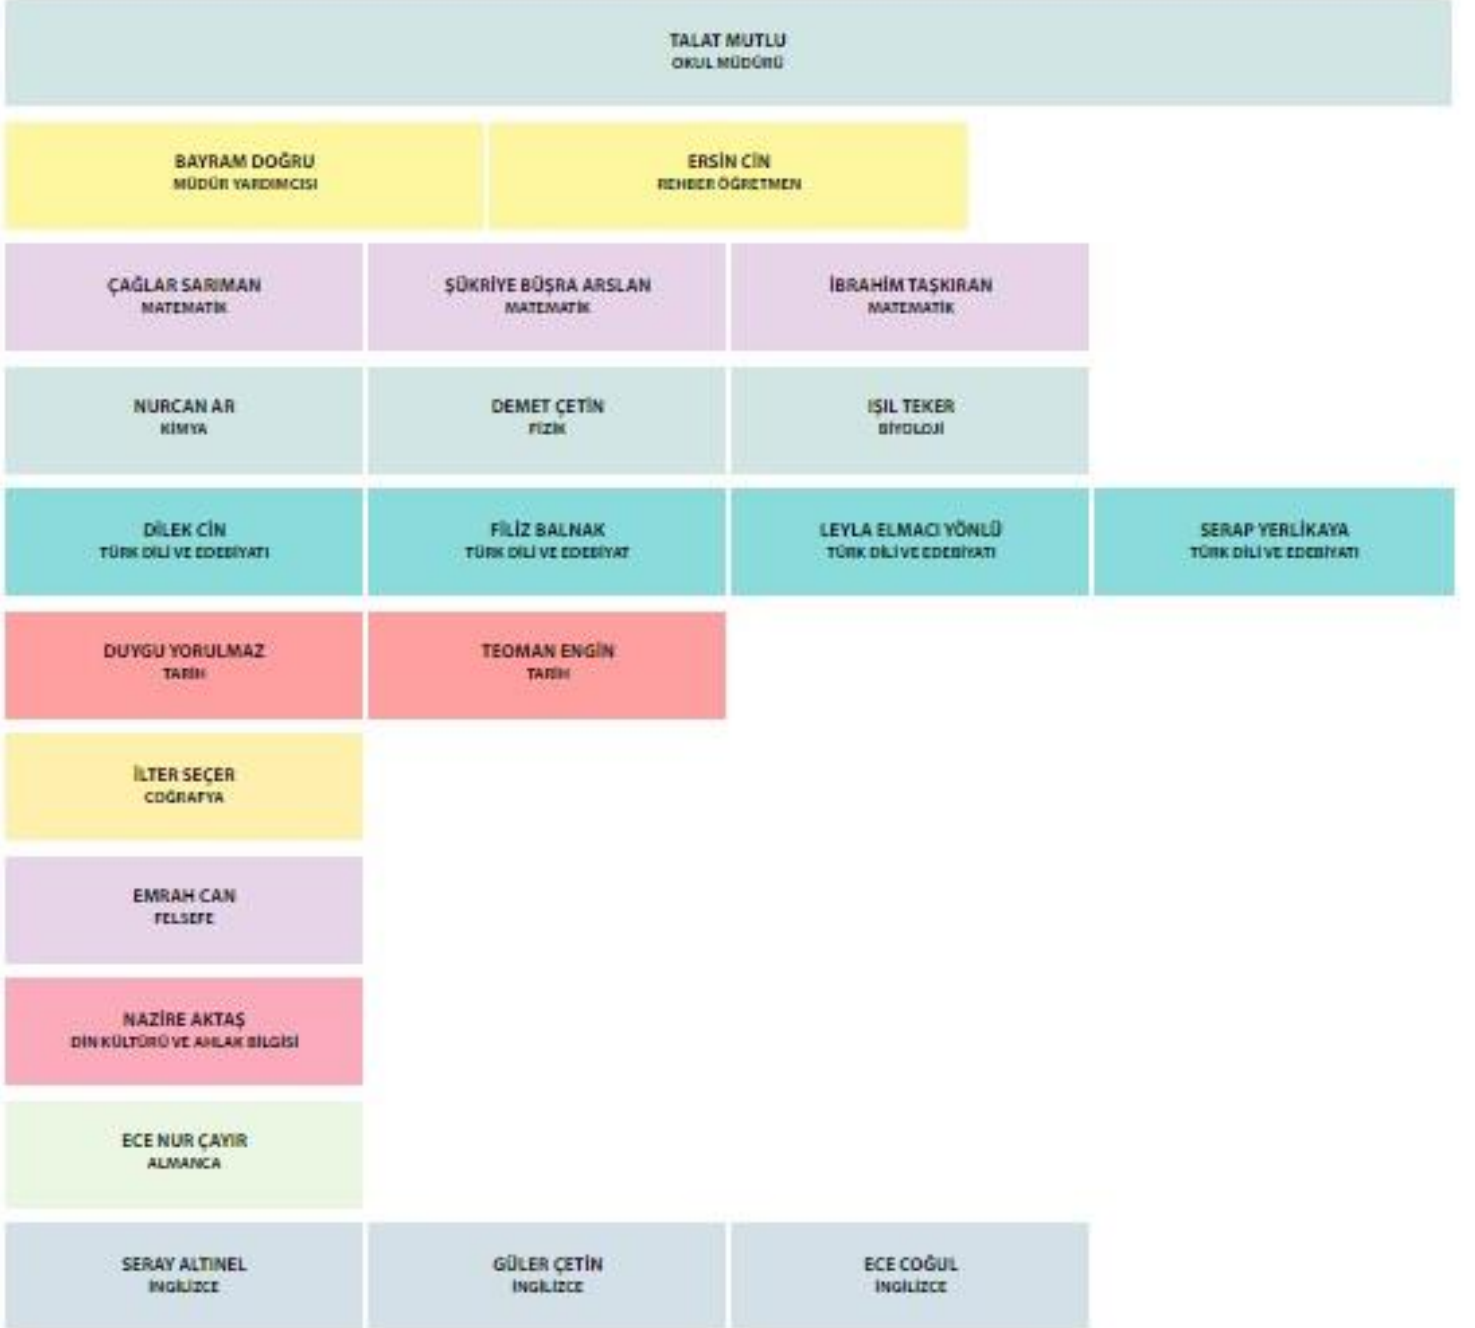 TALAT MUTLU
OKUL MÜDÜRÜ
BAYRAM DOĞRU
MÜDÜR YARDIMCISI
ERSİN CİN
REHBER ÖĞRETMEN
ÇAĞLAR SARIMAN
MATEMATİK
ŞÜKRİYE BÜŞRA ARSLAN
MATEMATİK
İBRAHİM TAŞKIRAN
MATEMATİK
NURCAN AR
KİMYA
DEMET ÇETİN
FİZİK
IŞIL TEKER
BİYOLOJİ
DİLEK CİN
TÜRK DİLİ VE EDEBİYATI
FİLİZ BALNAK
TÜRK DİLİ VE EDEBİYAT
LEYLA ELMACI YÖNLÜ
TÜRK DİLİ VE EDEBİYATI
SERAP YERLİKAYA
TÜRK DİLİ VE EDEBİYATI
DUYGU YORULMAZ
TARİH
TEOMAN ENGİN
TARİH
İLTER SEÇER
COĞRAFYA
EMRAH CAN
FELSEFE
NAZİRE AKTAŞ
DİN KÜLTÜRÜ VE AHLAK BİLGİSİ
ECE NUR ÇAYIR
ALMANCA
SERAY ALTINEL
İNGİLİZCE
GÜLER ÇETİN
İNGİLİZCE
ECE COĞUL
İNGİLİZCE